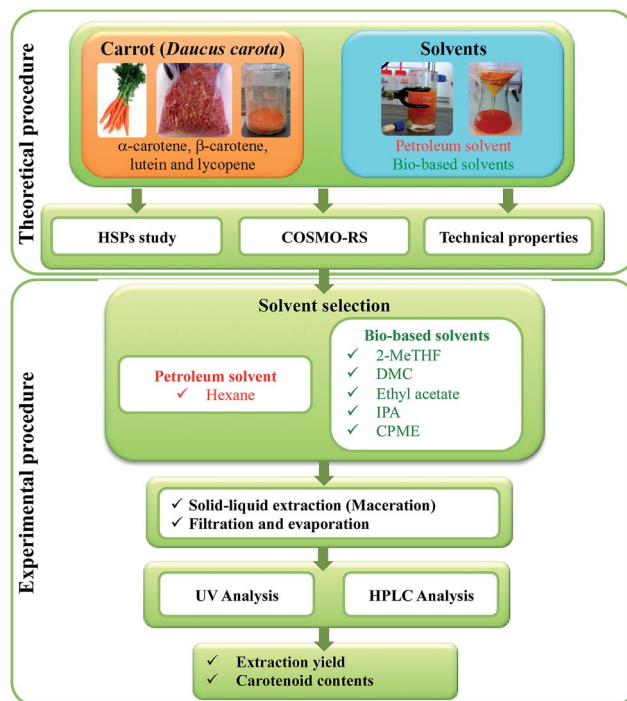 Theoretical procedure
Carrot (Daucus carota)
α-carotene, β-carotene,
lutein and lycopene
Solvents
Petroleum solvent
Bio-based solvents
HSPs study
COSMO-RS
Technical properties
Experimental procedure
Solvent selection
Petroleum solvent
✓ Hexane
Bio-based solvents
✓ 2-MeTHF
✓ DMC
✓ Ethyl acetate
✓ IPA
✓ CPME
✓ Solid-liquid extraction (Maceration)
✓ Filtration and evaporation
UV Analysis
HPLC Analysis
✓ Extraction yield
✓ Carotenoid contents